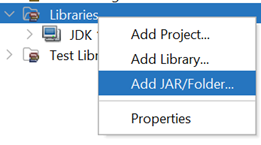 Libraries
JDK
Test Libr
Add Project...
Add Library...
Add JAR/Folder...
Properties